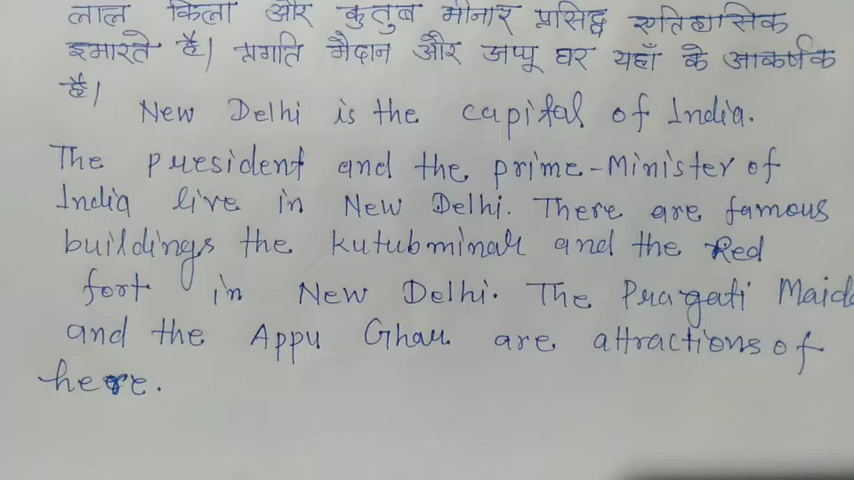 लाल किला और कुतुब मीनार प्रसिद्ध एतिहासिक
इमारते है। प्रगति मैदान और अप्पू घर यहाँ के आकर्षक
है।
New Delhi is the capital of India.
The president and the prime-Minister of
India live in New Delhi. There are famous
buildings the kutubminar and the Red
fort in New Delhi. The Pragati Maida
and the Appu Ghar are attractions of
here.